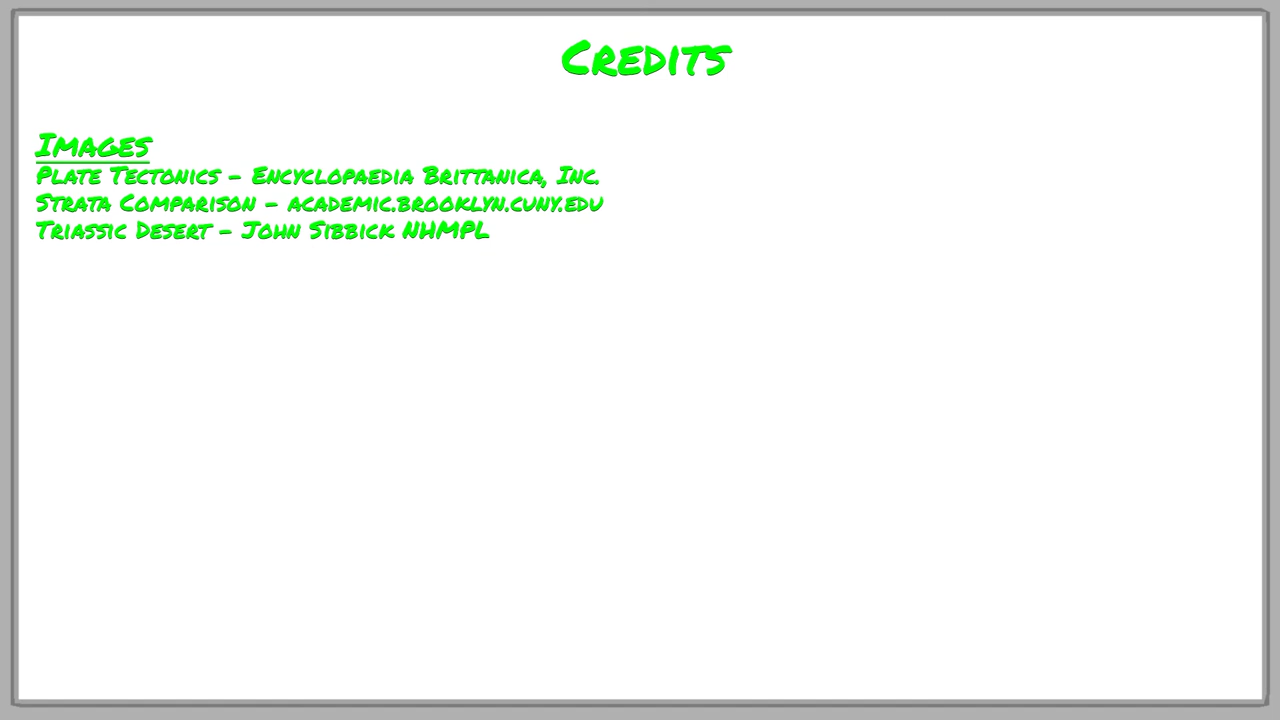 Credits
Images
Plate Tectonics - Encyclopaedia Brittanica, Inc.
Strata Comparison - academic.brooklyn.cuny.edu
Triassic Desert - John Sibbick NHMPL